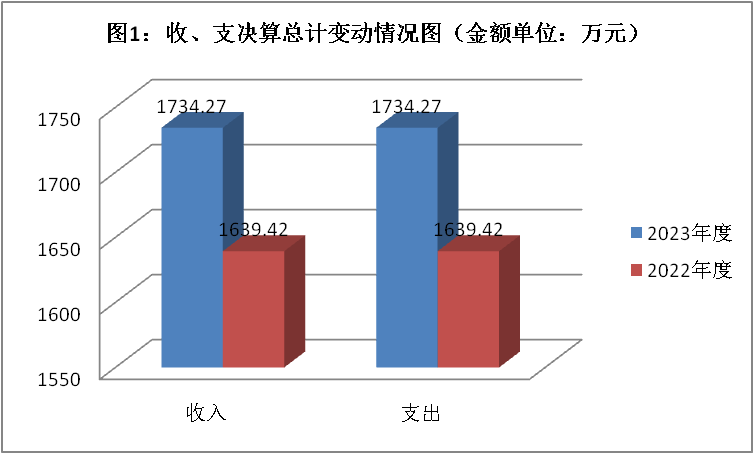 图1：收、支决算总计变动情况图（金额单位：万元）
1734.27
1734.27
1750
1700
1639.42
1639.42
2023年度
1650
2022年度
1600
1550
收入
支出